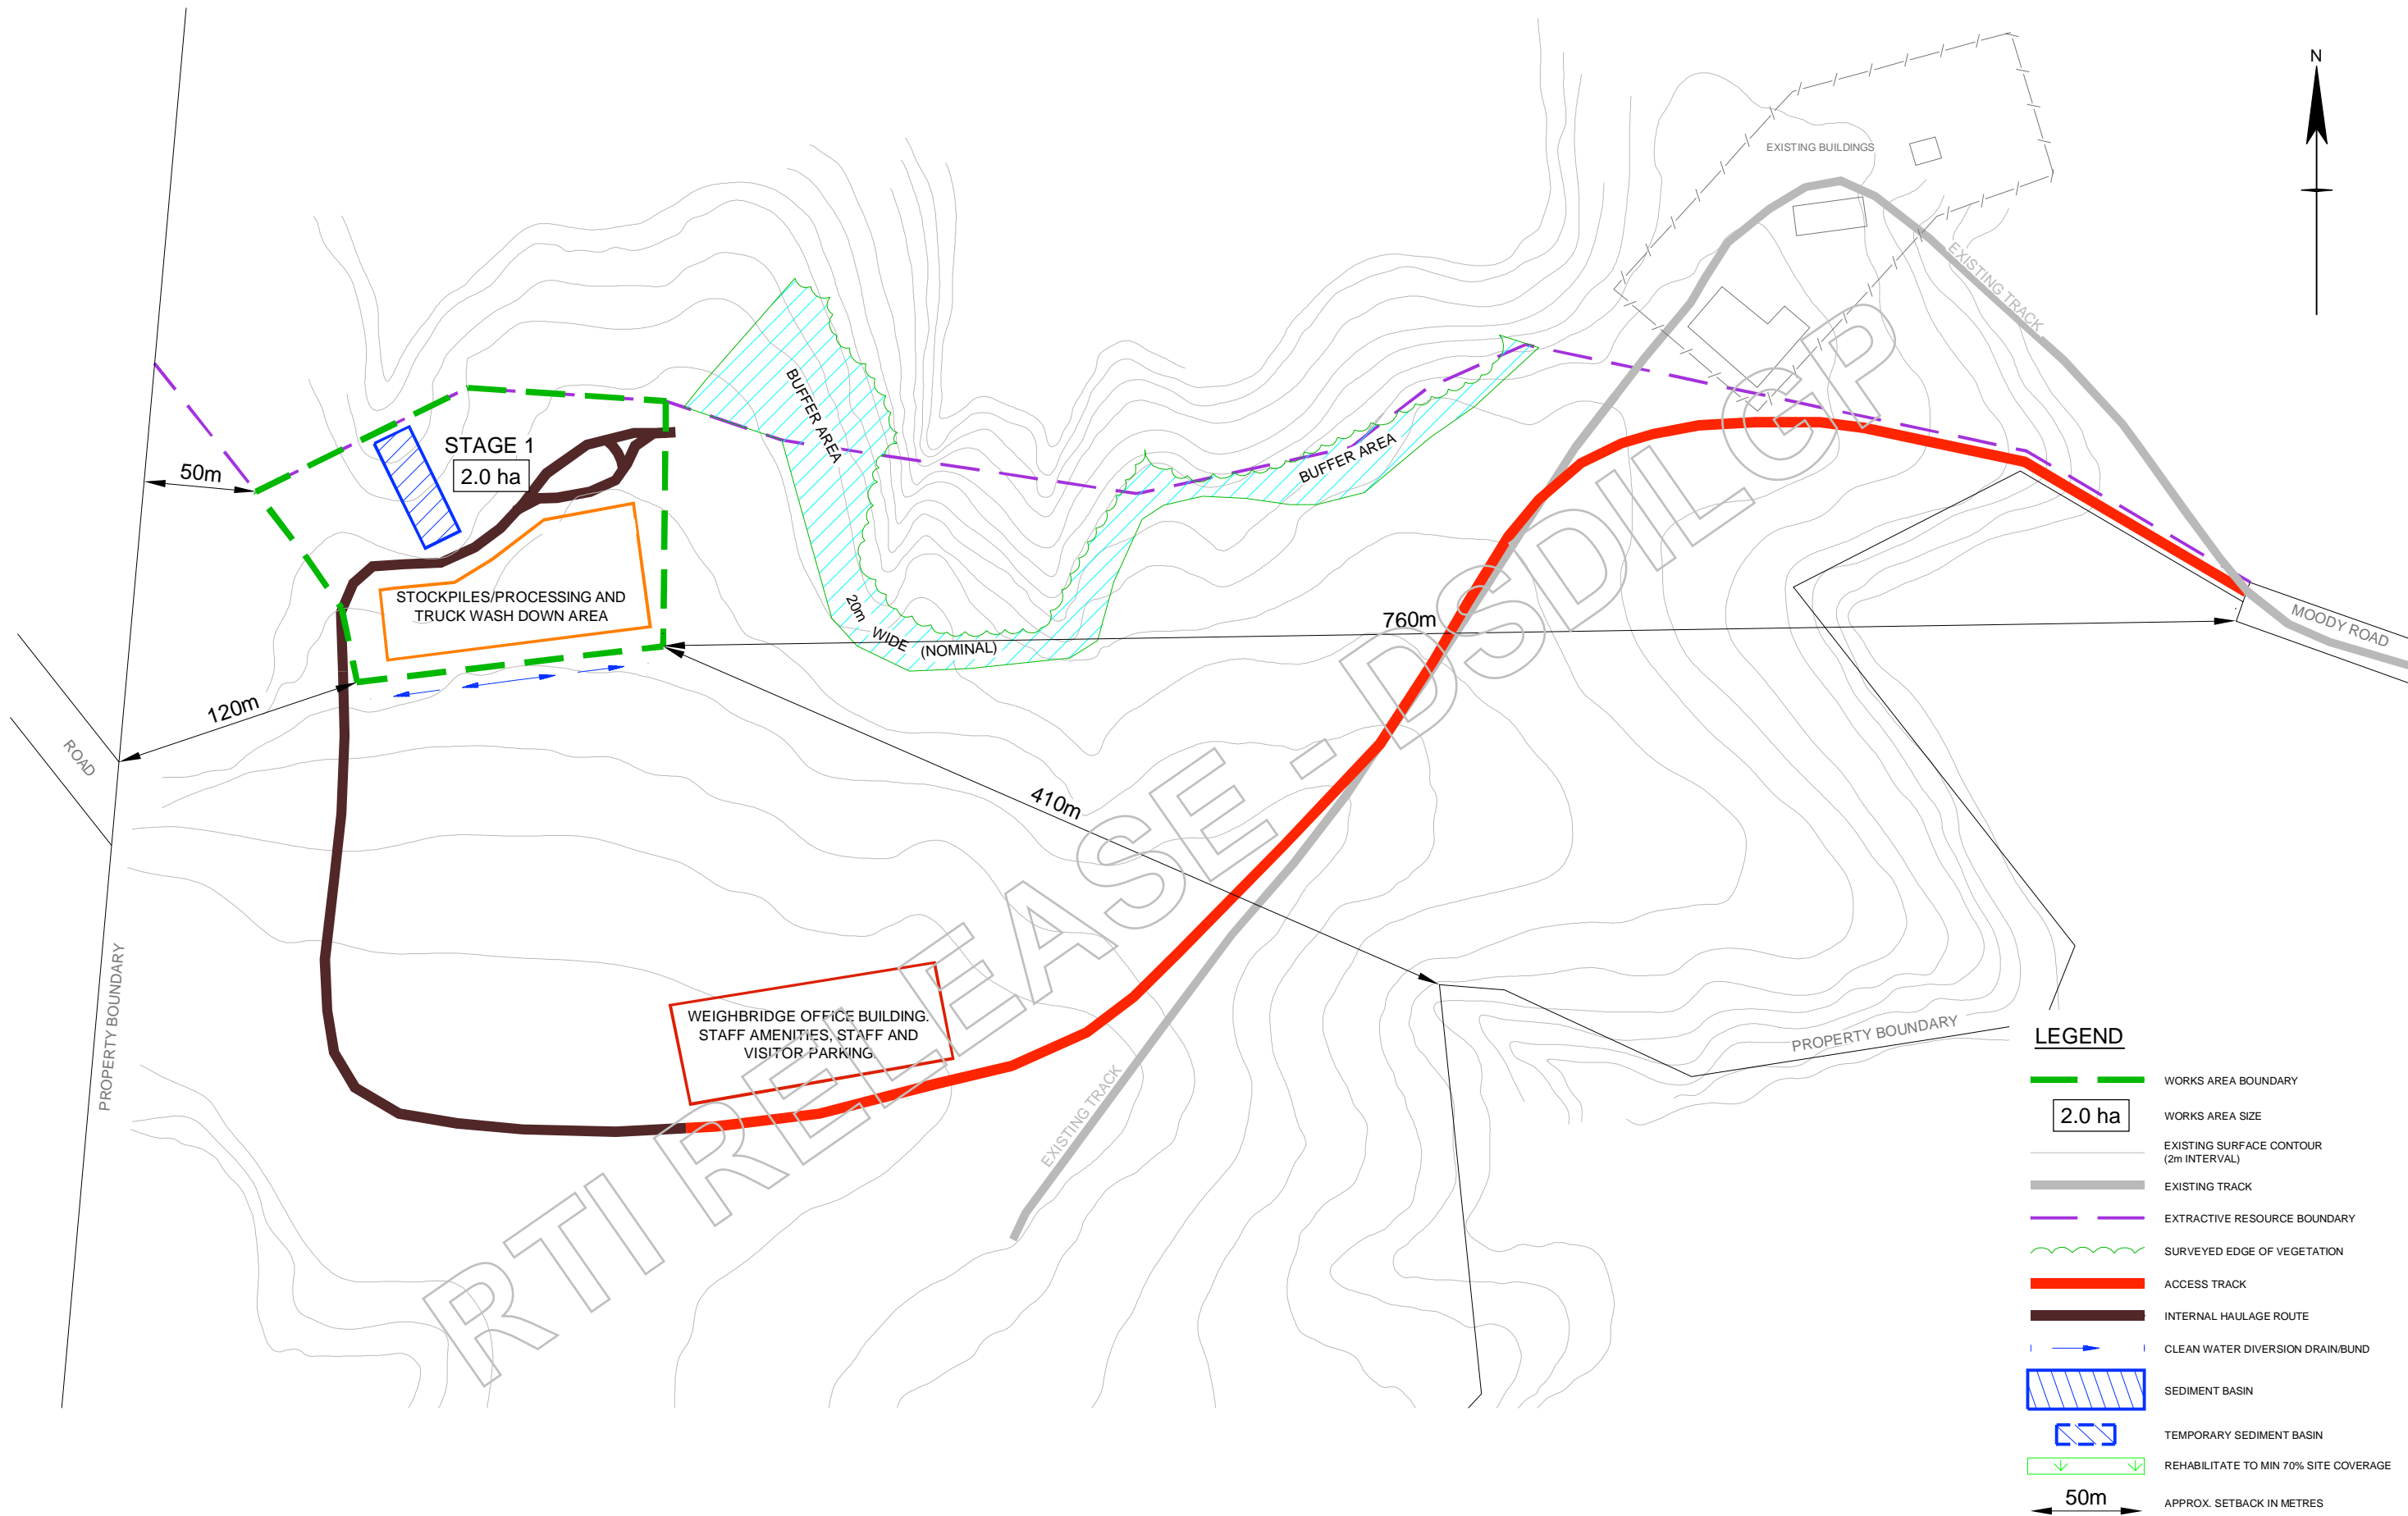 N
EXISTING BUILDINGS
EXISTING TRACK
BUFFER AREA
STAGE 1
2.0 ha
50m
BUFFER AREA
STOCKPILES/PROCESSING AND
TRUCK WASH DOWN AREA
20m WIDE (NOMINAL)
760m
MOODY ROAD
120m
ROAD
410m
PROPERTY BOUNDARY
WEIGHBRIDGE OFFICE BUILDING.
STAFF AMENITIES, STAFF AND
VISITOR PARKING
EXISTING TRACK
PROPERTY BOUNDARY
RTI RELEASE - DSDILGP
LEGEND
WORKS AREA BOUNDARY
2.0 ha
WORKS AREA SIZE
EXISTING SURFACE CONTOUR
(2m INTERVAL)
EXISTING TRACK
EXTRACTIVE RESOURCE BOUNDARY
SURVEYED EDGE OF VEGETATION
ACCESS TRACK
INTERNAL HAULAGE ROUTE
CLEAN WATER DIVERSION DRAIN/BUND
SEDIMENT BASIN
TEMPORARY SEDIMENT BASIN
REHABILITATE TO MIN 70% SITE COVERAGE
50m
APPROX. SETBACK IN METRES